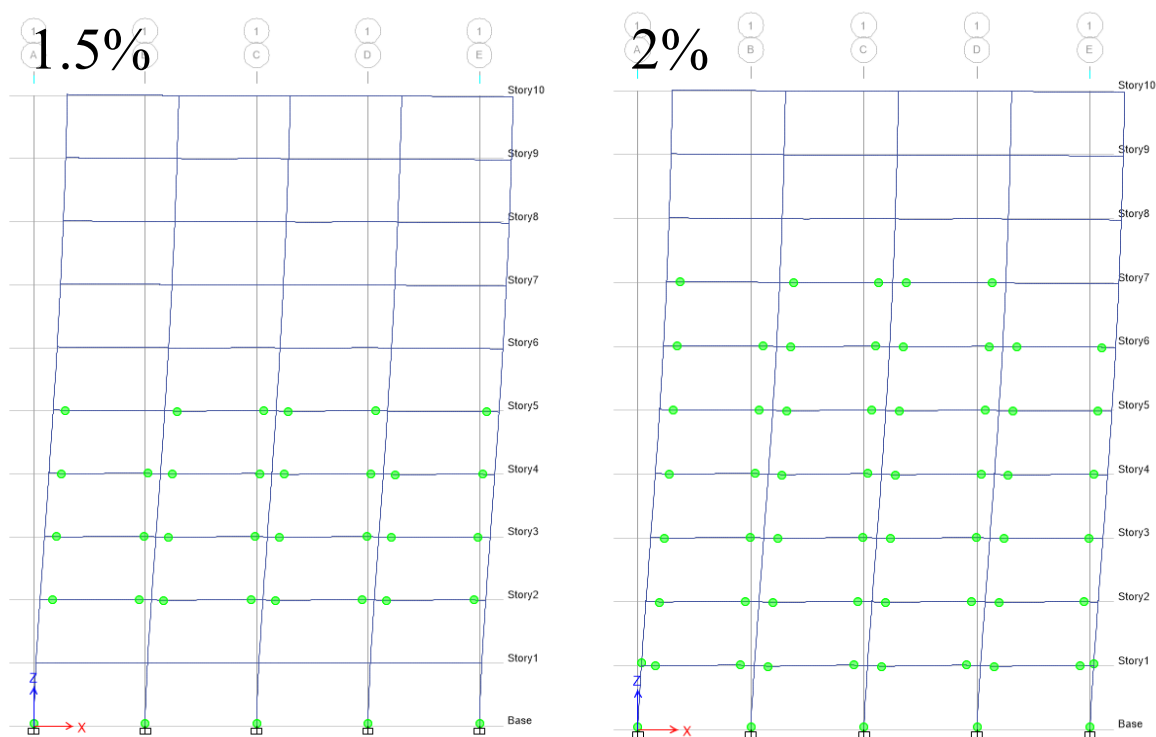 1 1 1 1 1
1.5%
A C D E
Story10
Story9
Story8
Story7
Story6
Story5
Story4
Story3
Story2
Story1
Z
X
Base
1 1 1 1 1
2%
A B C D E
Story10
Story9
Story8
Story7
Story6
Story5
Story4
Story3
Story2
Story1
Z
X
Base